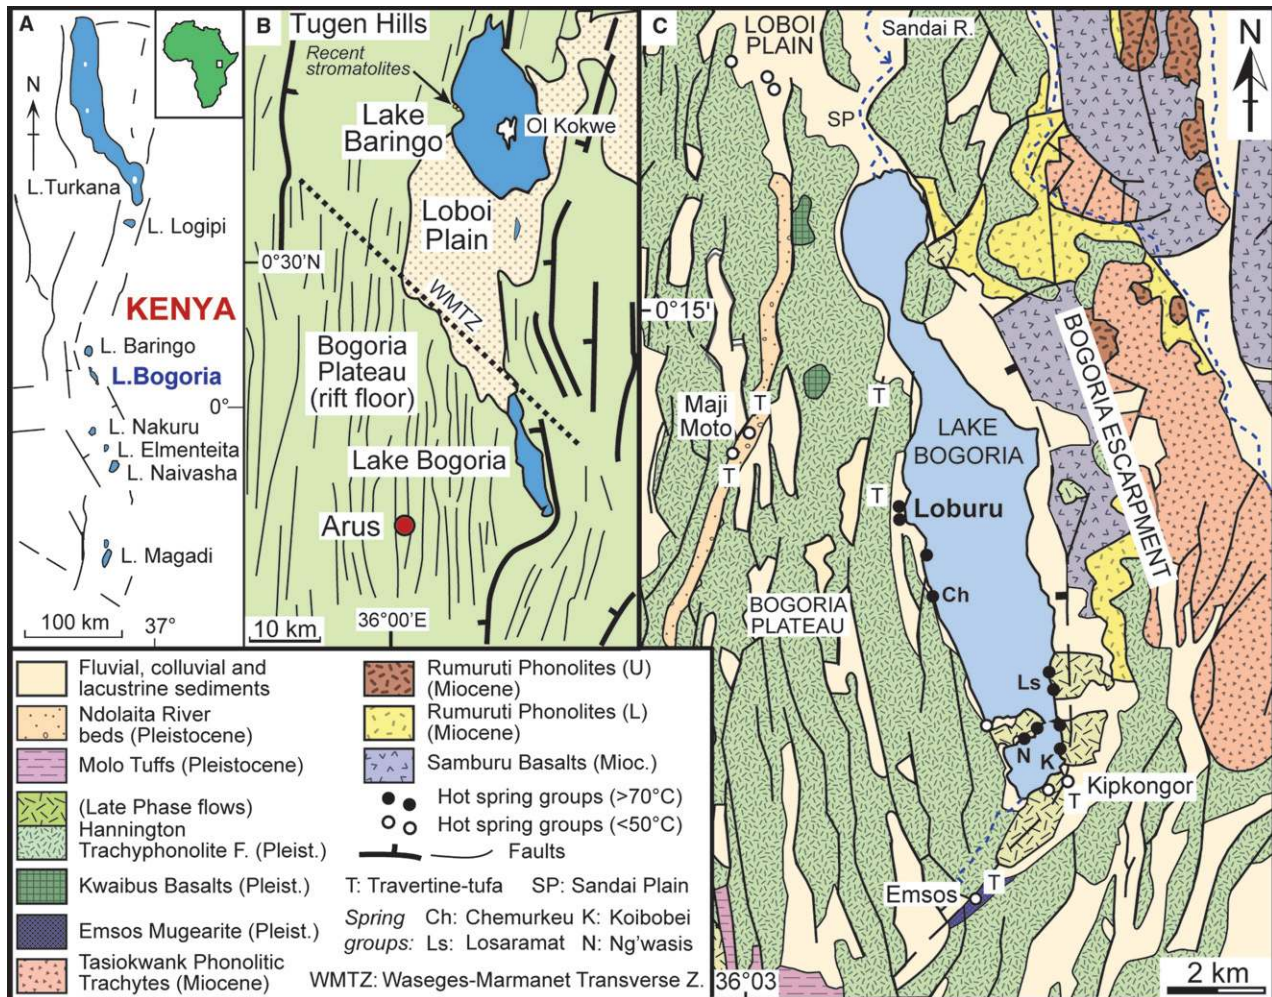 A
N
L.Turkana
L. Logipi
KENYA
L. Baringo
L.Bogoria
0°
L. Nakuru
L. Elmenteita
L. Naivasha
L. Magadi
100 km
37°
B
Tugen Hills
Recent
stromatolites
Lake
Baringo
Ol Kokwe
Loboi
Plain
0°30'N
WMTZ
Bogoria
Plateau
(rift floor)
Lake Bogoria
Arus
10 km
36°00'E
C
LOBOI
PLAIN
Sandai R.
N
SP
0°15'
T
Maji
Moto
T
T
LAKE
BOGORIA
T
Loburu
BOGORIA ESCARPMENT
Ch
BOGORIA
PLATEAU
Ls
N
K
Kipkongor
T
Emsos
T
36°03
2 km
Fluvial, colluvial and
lacustrine sediments
Ndolaita River
beds (Pleistocene)
Molo Tuffs (Pleistocene)
(Late Phase flows)
Hannington
Trachyphonolite F. (Pleist.)
Kwaibus Basalts (Pleist.)
Emsos Mugearite (Pleist.)
Tasiokwank Phonolitic
Trachytes (Miocene)
Rumuruti Phonolites (U)
(Miocene)
Rumuruti Phonolites (L)
(Miocene)
Samburu Basalts (Mioc.)
Hot spring groups (>70°C)
Hot spring groups (<50°C)
Faults
T: Travertine-tufa SP: Sandai Plain
Spring Ch: Chemurkeu K: Koibobei
groups: Ls: Losaramat N: Ng'wasis
WMTZ: Waseges-Marmanet Transverse Z.